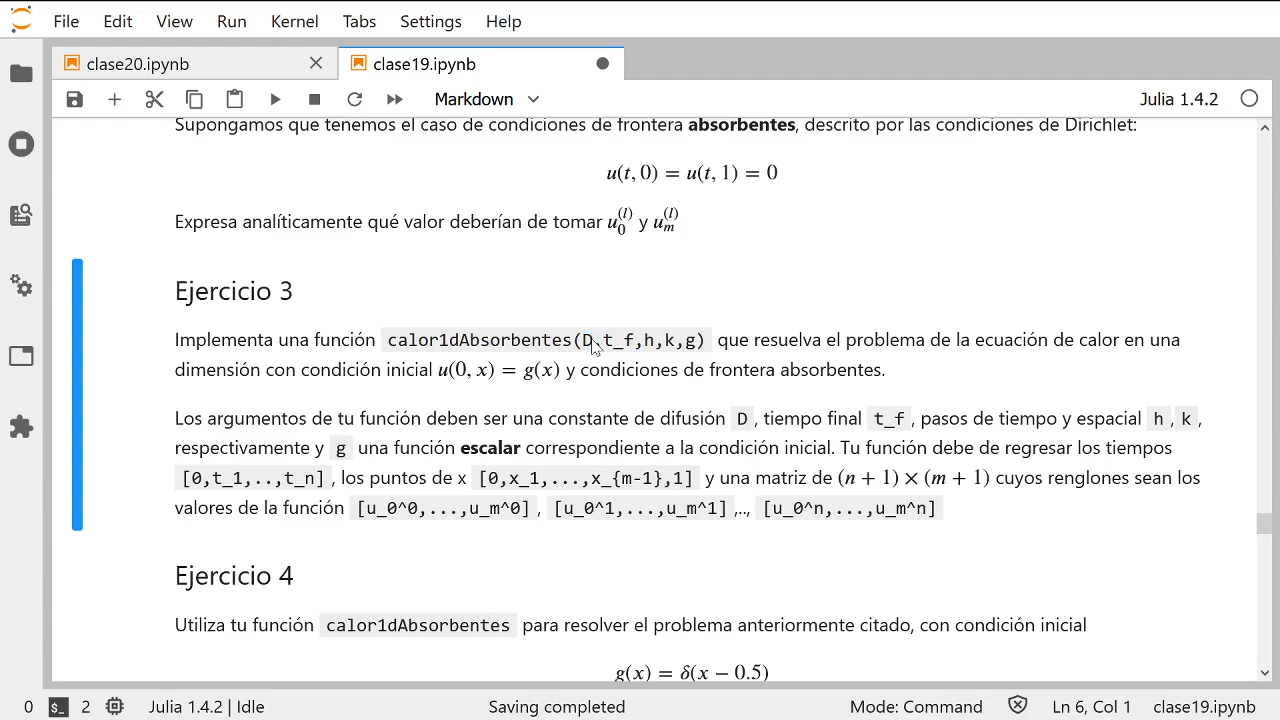 File Edit View Run Kernel Tabs Settings Help
clase20.ipynb clase19.ipynb
Markdown Julia 1.4.2
Supongamos que tenemos el caso de condiciones de frontera absorbentes, descrito por las condiciones de Dirichlet:
u(t, 0) = u(t, 1) = 0
Expresa analíticamente qué valor deberían de tomar u_0^{(l)} y u_m^{(l)}
Ejercicio 3
Implementa una función calor1dAbsorbentes(D,t_f,h,k,g) que resuelva el problema de la ecuación de calor en una
dimensión con condición inicial u(0, x) = g(x) y condiciones de frontera absorbentes.
Los argumentos de tu función deben ser una constante de difusión D, tiempo final t_f, pasos de tiempo y espacial h,k,
respectivamente y g una función escalar correspondiente a la condición inicial. Tu función debe de regresar los tiempos
[0,t_1,..,t_n], los puntos de x [0,x_1,...,x_{m-1},1] y una matriz de (n + 1) × (m + 1) cuyos renglones sean los
valores de la función [u_0^0,...,u_m^0], [u_0^1,...,u_m^1],.., [u_0^n,...,u_m^n]
Ejercicio 4
Utiliza tu función calor1dAbsorbentes para resolver el problema anteriormente citado, con condición inicial
g(x) = δ(x − 0.5)
0 $_ 2 Julia 1.4.2 | Idle Saving completed Mode: Command Ln 6, Col 1 clase19.ipynb